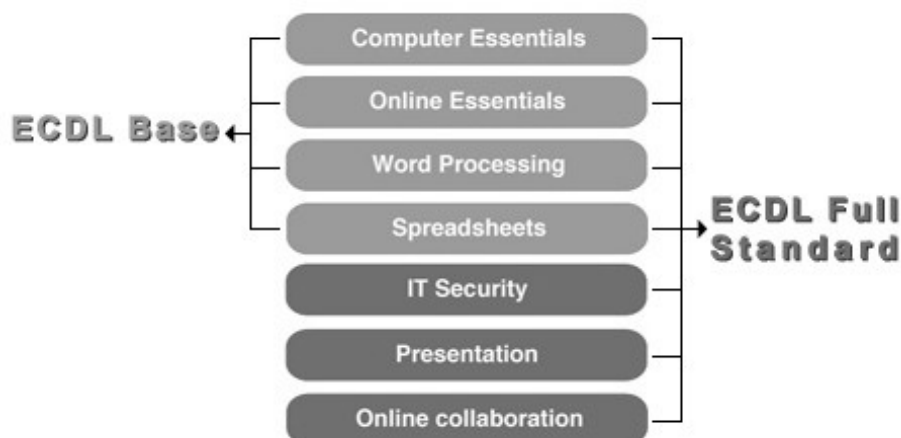 Computer Essentials
Online Essentials
ECDL Base
Word Processing
Spreadsheets
ECDL Full
Standard
IT Security
Presentation
Online collaboration